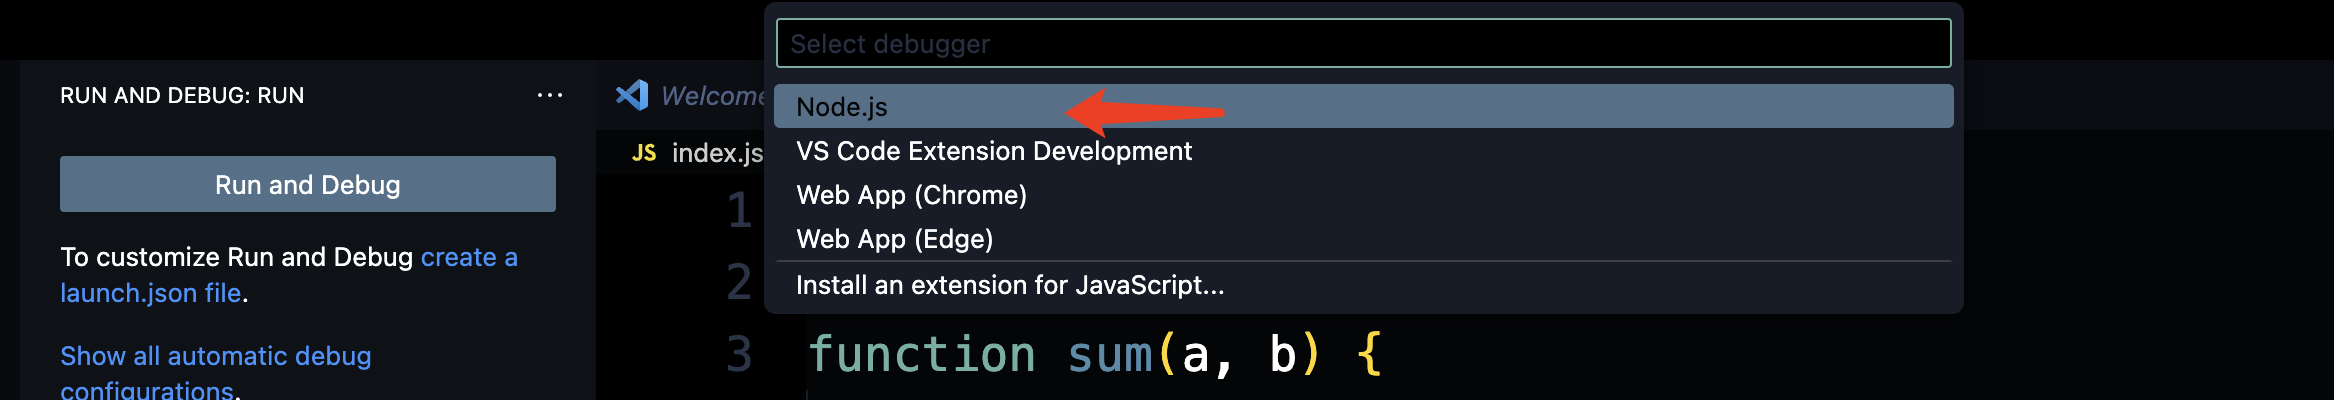 Select debugger
RUN AND DEBUG: RUN
...
Welcome
Node.js
JS index.js
VS Code Extension Development
Run and Debug
Web App (Chrome)
Web App (Edge)
To customize Run and Debug create a
launch.json file.
Install an extension for JavaScript...
Show all automatic debug
configurations.
1
2
3 function sum(a, b) {